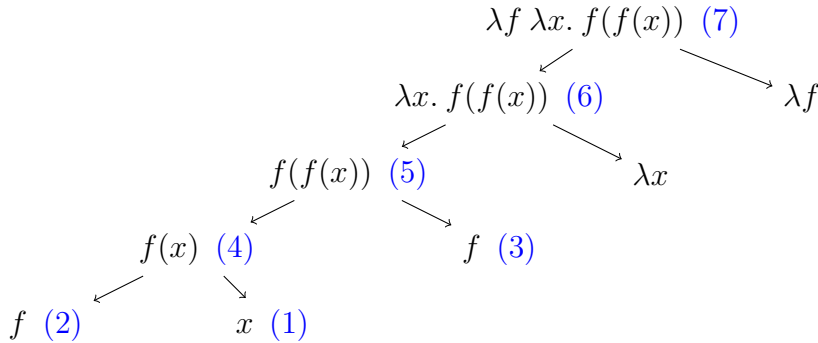 λf λx. f(f(x)) (7)
λx. f(f(x)) (6) λf
f(f(x)) (5) λx
f(x) (4) f (3)
f (2) x (1)